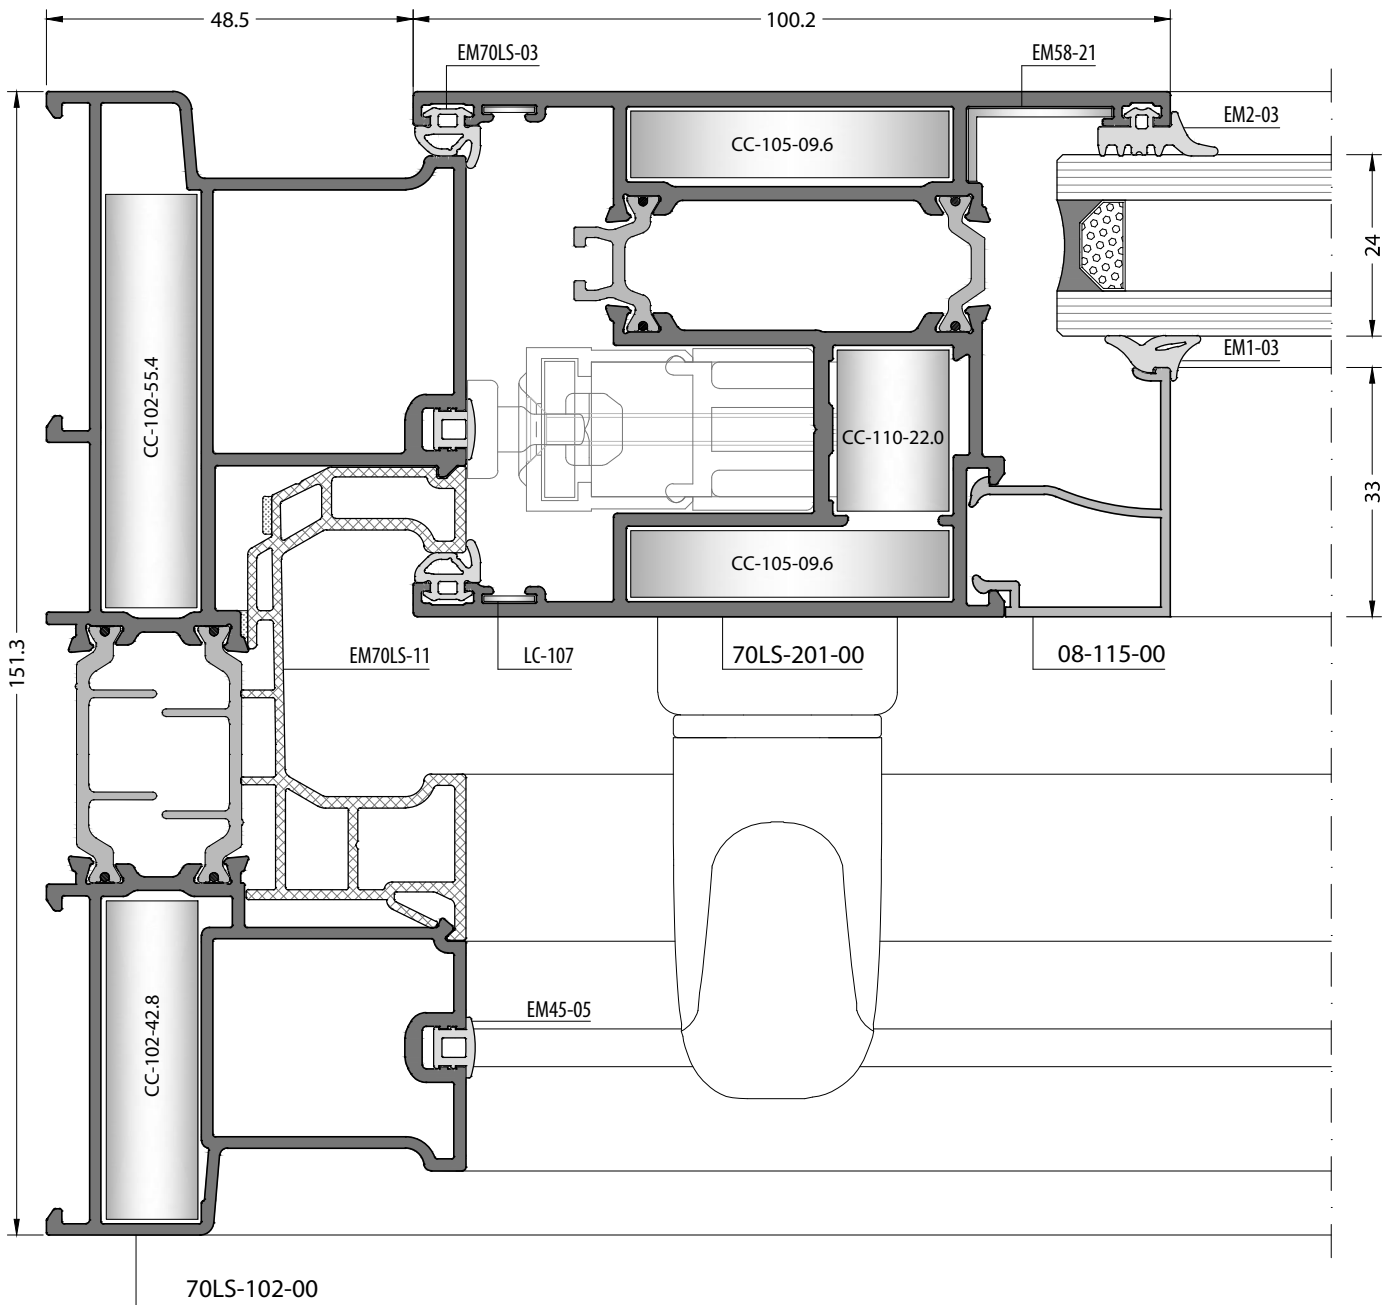 48.5
100.2
EM70LS-03
EM58-21
EM2-03
CC-105-09.6
24
EM1-03
CC-102-55.4
CC-110-22.0
33
CC-105-09.6
151.3
EM70LS-11
LC-107
70LS-201-00
08-115-00
EM45-05
CC-102-42.8
70LS-102-00